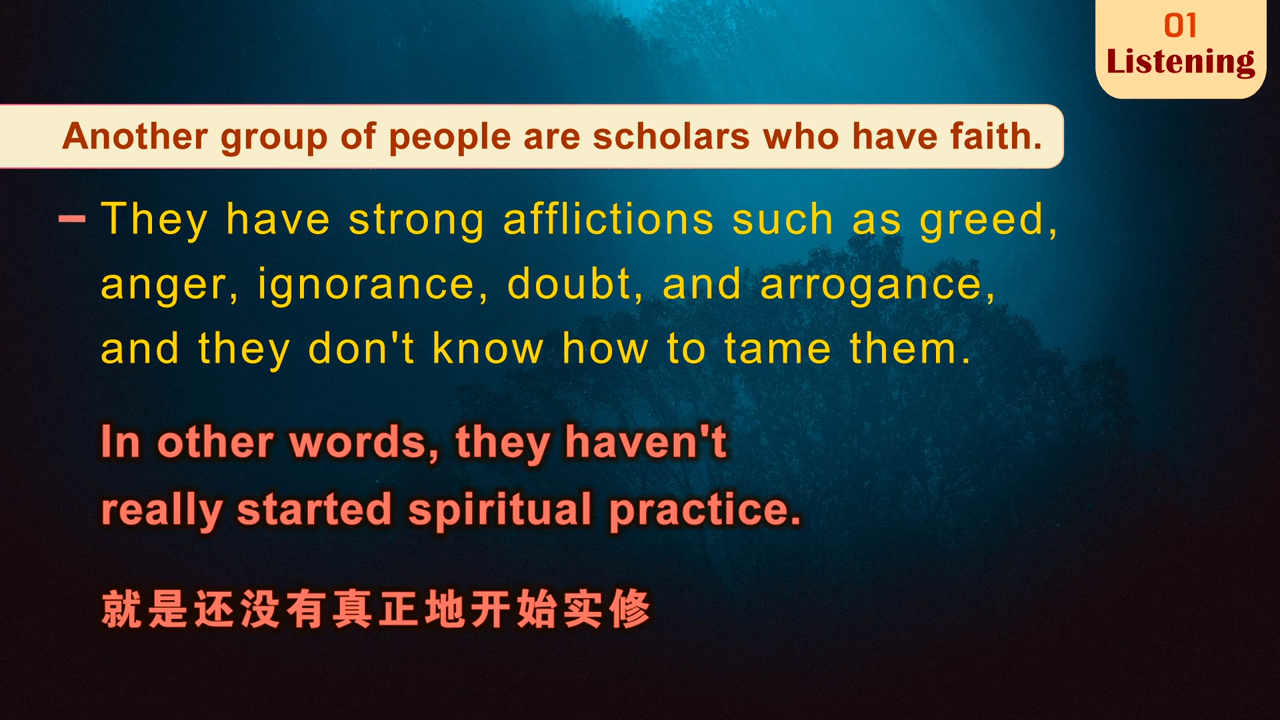 01
Listening
Another group of people are scholars who have faith.
– They have strong afflictions such as greed,
anger, ignorance, doubt, and arrogance,
and they don't know how to tame them.
In other words, they haven't
really started spiritual practice.
就是还没有真正地开始实修